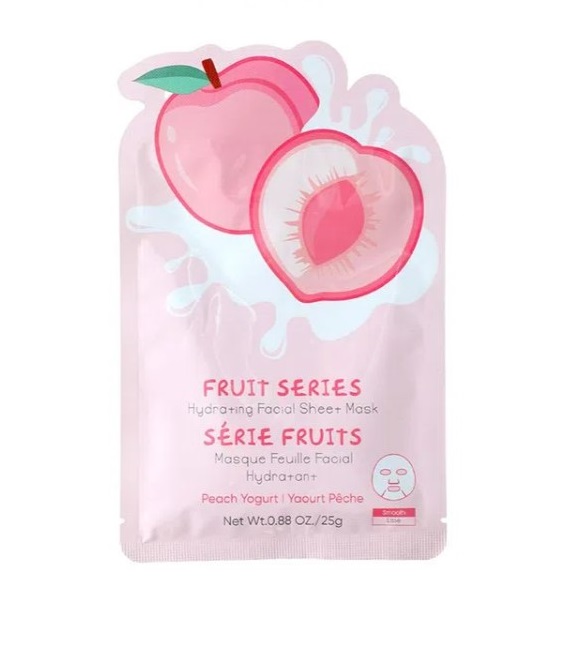 FRUIT SERIES
Hydrating Facial Sheet Mask
SÉRIE FRUITS
Masque Feuille Facial
Hydratant
Peach Yogurt | Yaourt Pêche
Net Wt.0.88 OZ./25g
Smooth
Lisse